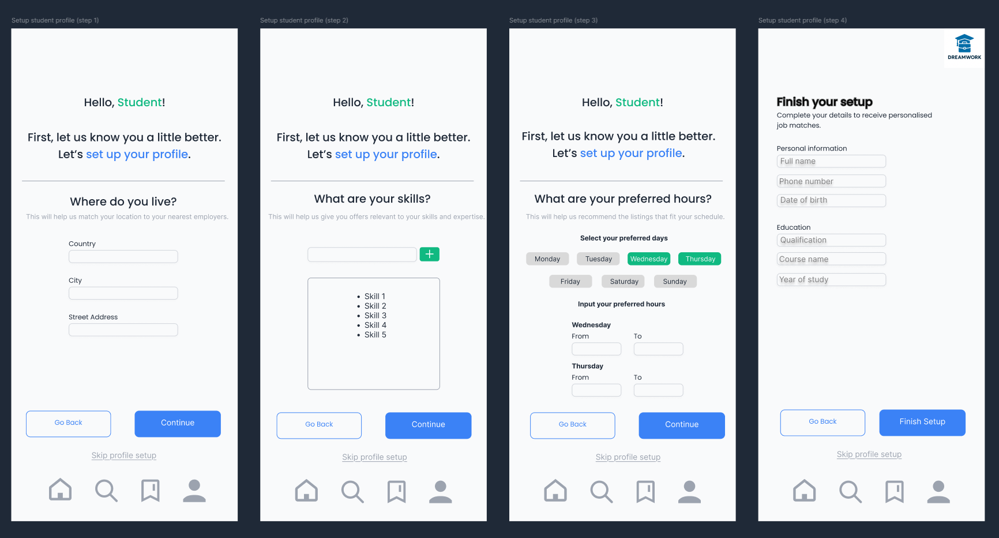 Setup student profile (step 1)
Hello, Student!
First, let us know you a little better.
Let's set up your profile.
Where do you live?
This will help us match your location to your nearest employers.
Country
City
Street Address
Go Back
Continue
Skip profile setup
Setup student profile (step 2)
Hello, Student!
First, let us know you a little better.
Let's set up your profile.
What are your skills?
This will help us give you offers relevant to your skills and expertise.
+
• Skill 1
• Skill 2
• Skill 3
• Skill 4
• Skill 5
Go Back
Continue
Skip profile setup
Setup student profile (step 3)
Hello, Student!
First, let us know you a little better.
Let's set up your profile.
What are your preferred hours?
This will help us recommend the listings that fit your schedule.
Select your preferred days
Monday Tuesday Wednesday Thursday
Friday Saturday Sunday
Input your preferred hours
Wednesday
From To
Thursday
From To
Go Back
Continue
Skip profile setup
Setup student profile (step 4)
DREAMWORK
Finish your setup
Complete your details to receive personalised
job matches.
Personal information
Full name
Phone number
Date of birth
Education
Qualification
Course name
Year of study
Go Back
Finish Setup
Skip profile setup